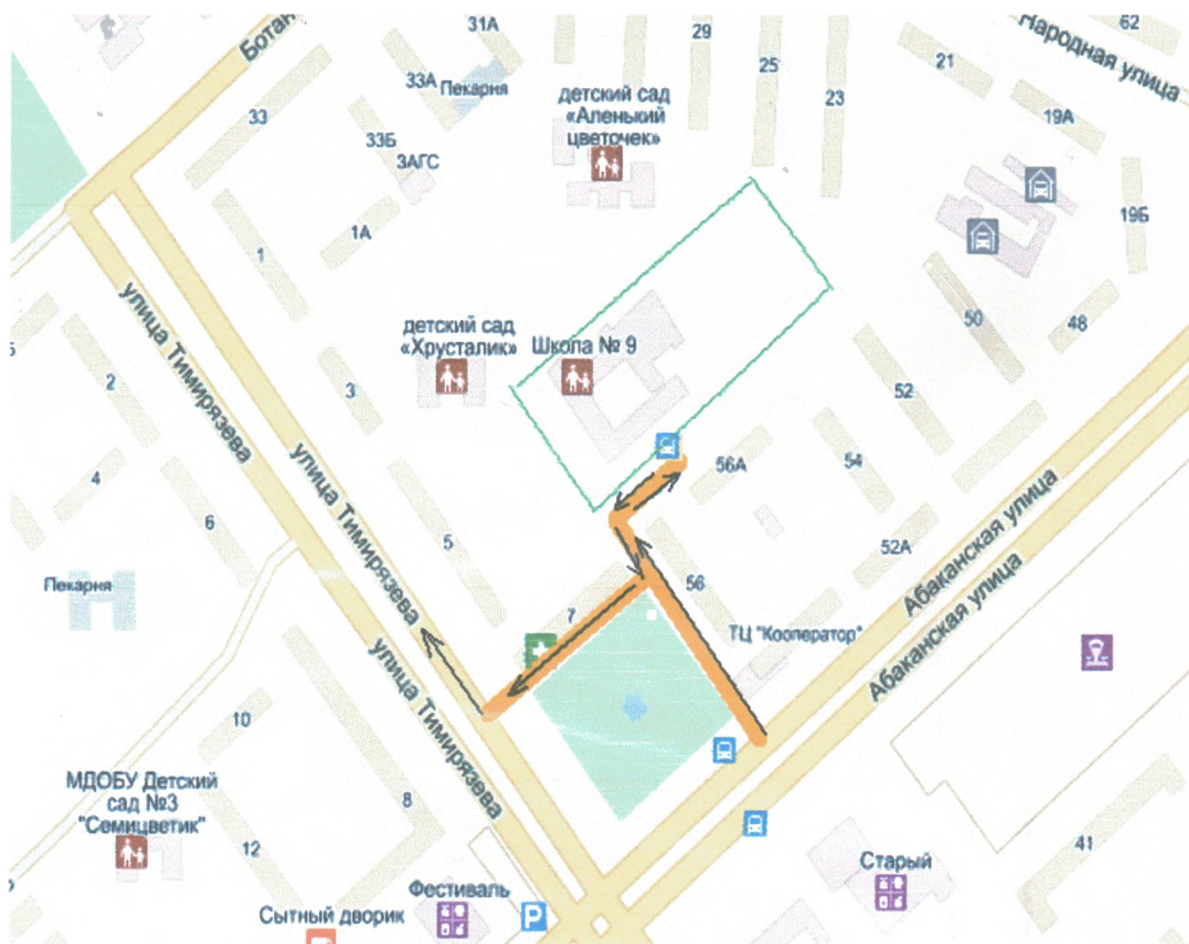 Ботан
31А
29
62
Народная улица
33А
Пекарня
25
21
детский сад
«Аленький
цветочек»
23
33
19А
33Б
ЗАГС
19Б
1А
1
50
48
улица Тимирязева
детский сад
«Хрусталик»
Школа № 9
5
2
3
52
4
56А
54
6
улица Тимирязева
5
52А
Абаканская улица
Пекарня
56
7
ТЦ "Кооператор"
Абаканская улица
улица Тимирязева
10
МДОБУ Детский
сад №3
"Семицветик"
8
12
41
Старый
Фестиваль
P
Сытный дворик